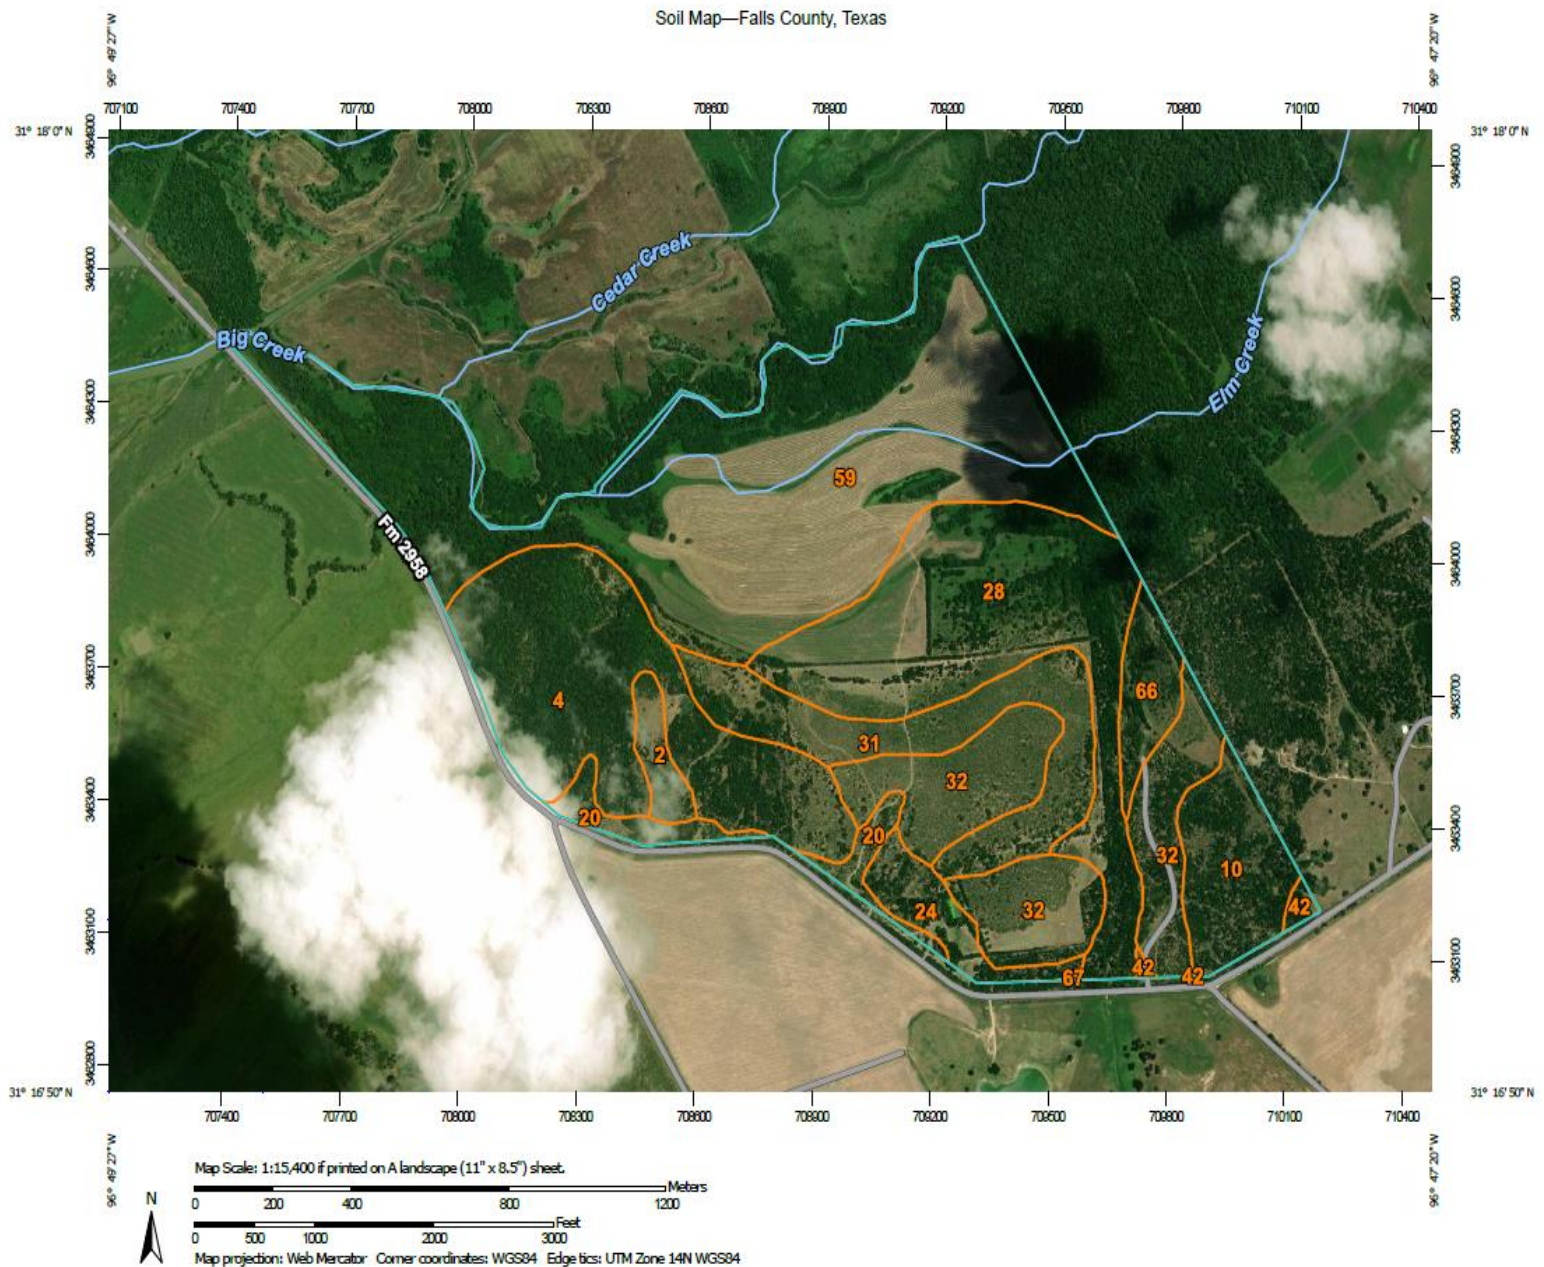 Soil Map—Falls County, Texas
96° 49' 27" W
96° 47' 20" W
707100 707400 707700 708000 708300 708600 708900 709200 709500 709800 710100 710400
31° 18' 0" N
31° 18' 0" N
3464900
3464900
3464600
3464600
3464300
3464300
3464000
3464000
3463700
3463700
3463400
3463400
3463100
3463100
3462800
Cedar Creek
Big Creek
Elm Creek
59
Fm 2958
28
66
4
31
2
32
20
20
32
10
24
32
42
67
42
42
31° 16' 50" N
31° 16' 50" N
707400 707700 708000 708300 708600 708900 709200 709500 709800 710100 710400
96° 49' 27" W
96° 47' 20" W
N
Map Scale: 1:15,400 if printed on A landscape (11" x 8.5") sheet.
Meters
0 200 400 800 1200
Feet
0 500 1000 2000 3000
Map projection: Web Mercator Corner coordinates: WGS84 Edge tics: UTM Zone 14N WGS84